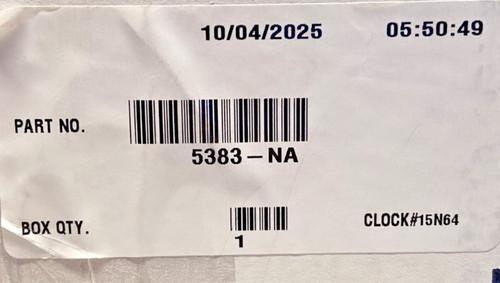 10/04/2025 05:50:49
PART NO.
5383-NA
BOX QTY.
1
CLOCK#15N64